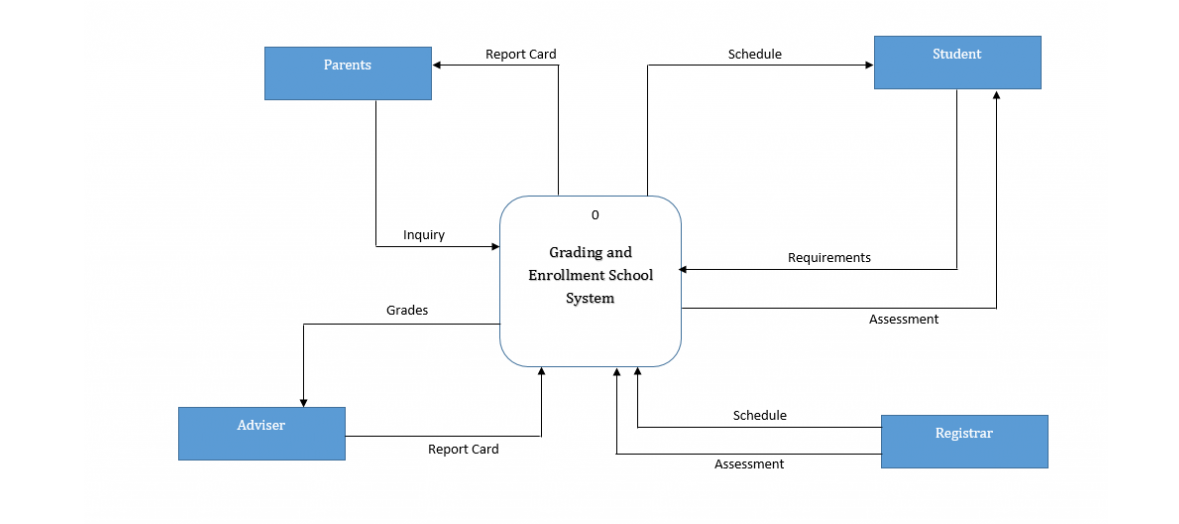 Report Card
Schedule
Student
Parents
0
Inquiry
Grading and
Enrollment School
System
Requirements
Grades
Assessment
Schedule
Adviser
Registrar
Report Card
Assessment